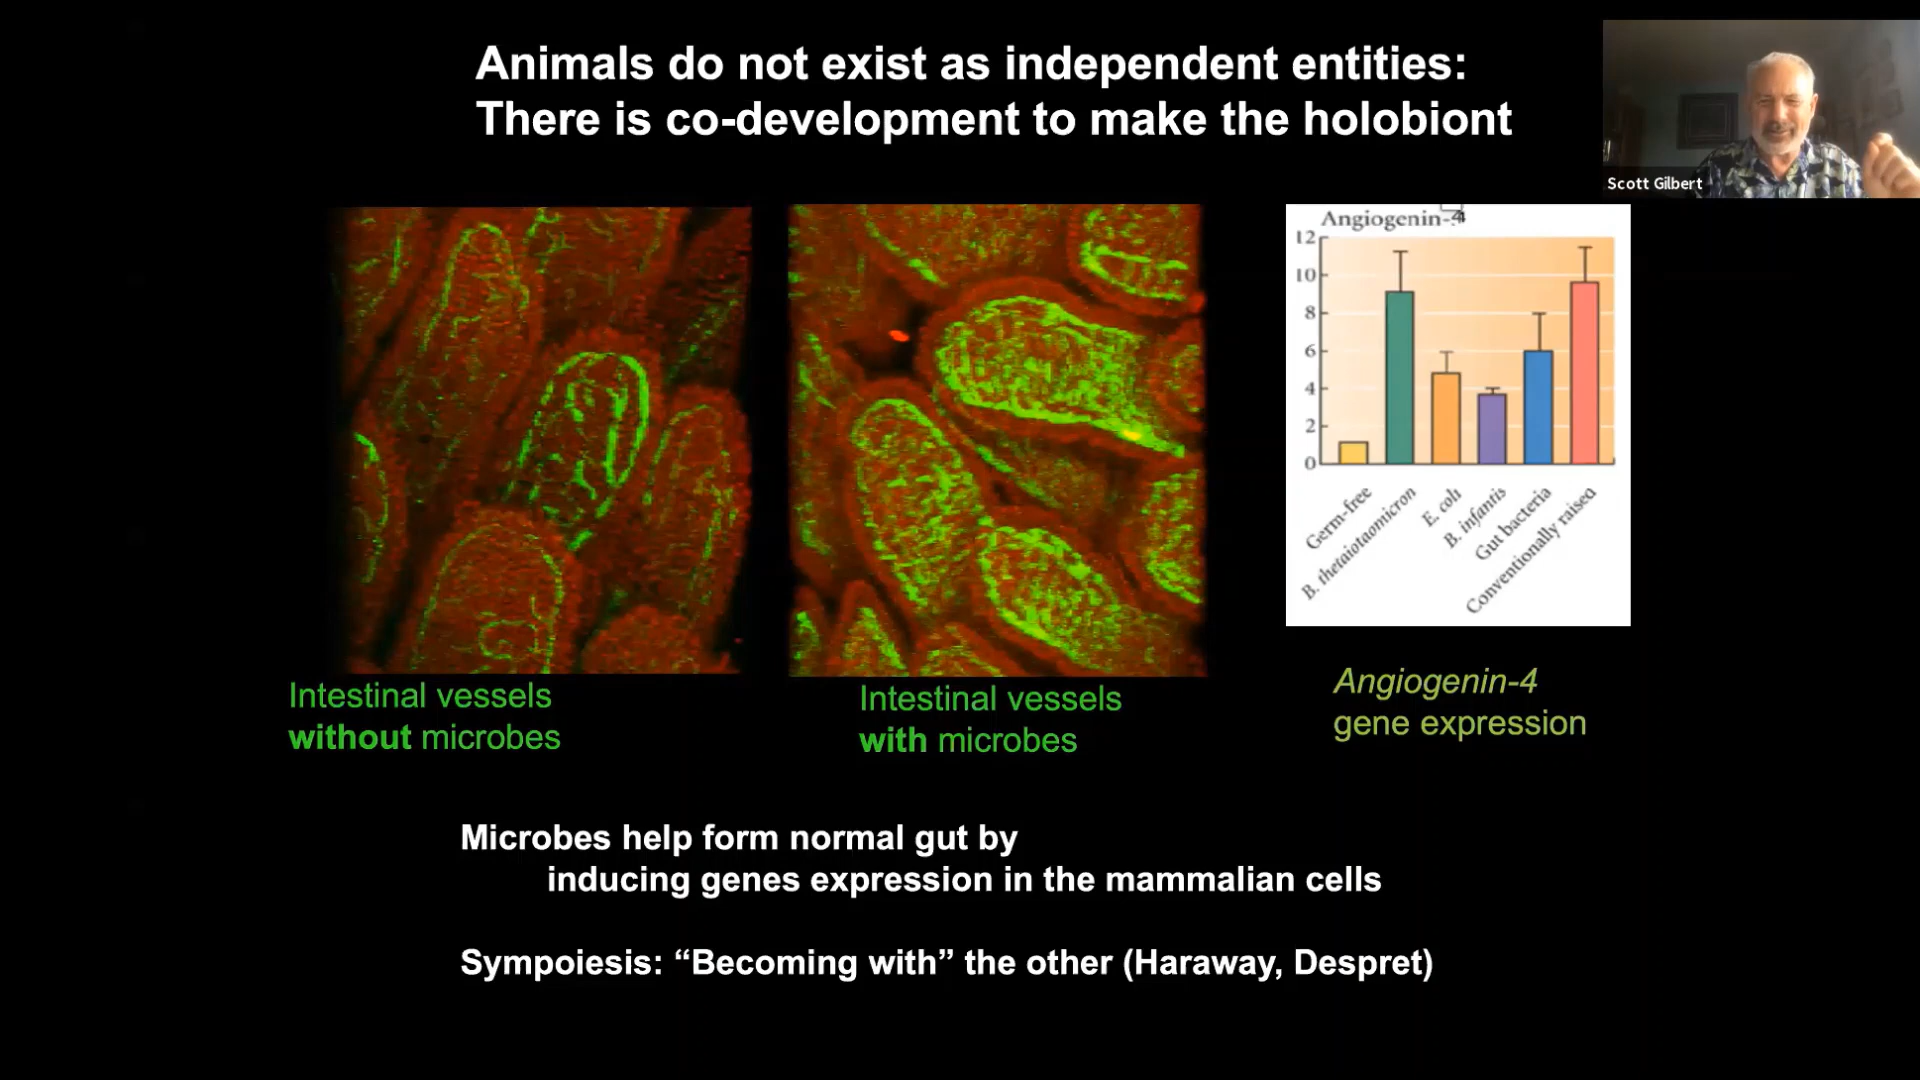 Animals do not exist as independent entities:
There is co-development to make the holobiont
Scott Gilbert
Angiogenin-4
12
10
8
6
4
2
0
Germ-free
B. thetaiotaomicron
E. coli
B. infantis
Gut bacteria
Conventionally raised
Intestinal vessels
without microbes
Intestinal vessels
with microbes
Angiogenin-4
gene expression
Microbes help form normal gut by
inducing genes expression in the mammalian cells
Sympoiesis: “Becoming with” the other (Haraway, Despret)